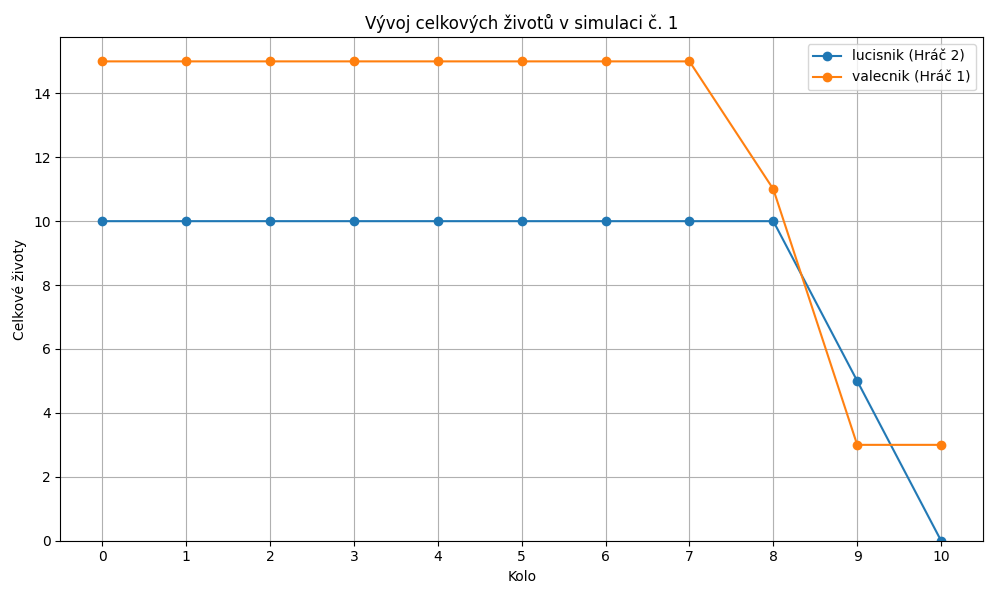 Vývoj celkových životů v simulaci č. 1
lucisnik (Hráč 2)
valecnik (Hráč 1)
Celkové životy
14
12
10
8
6
4
2
0
0 1 2 3 4 5 6 7 8 9 10
Kolo